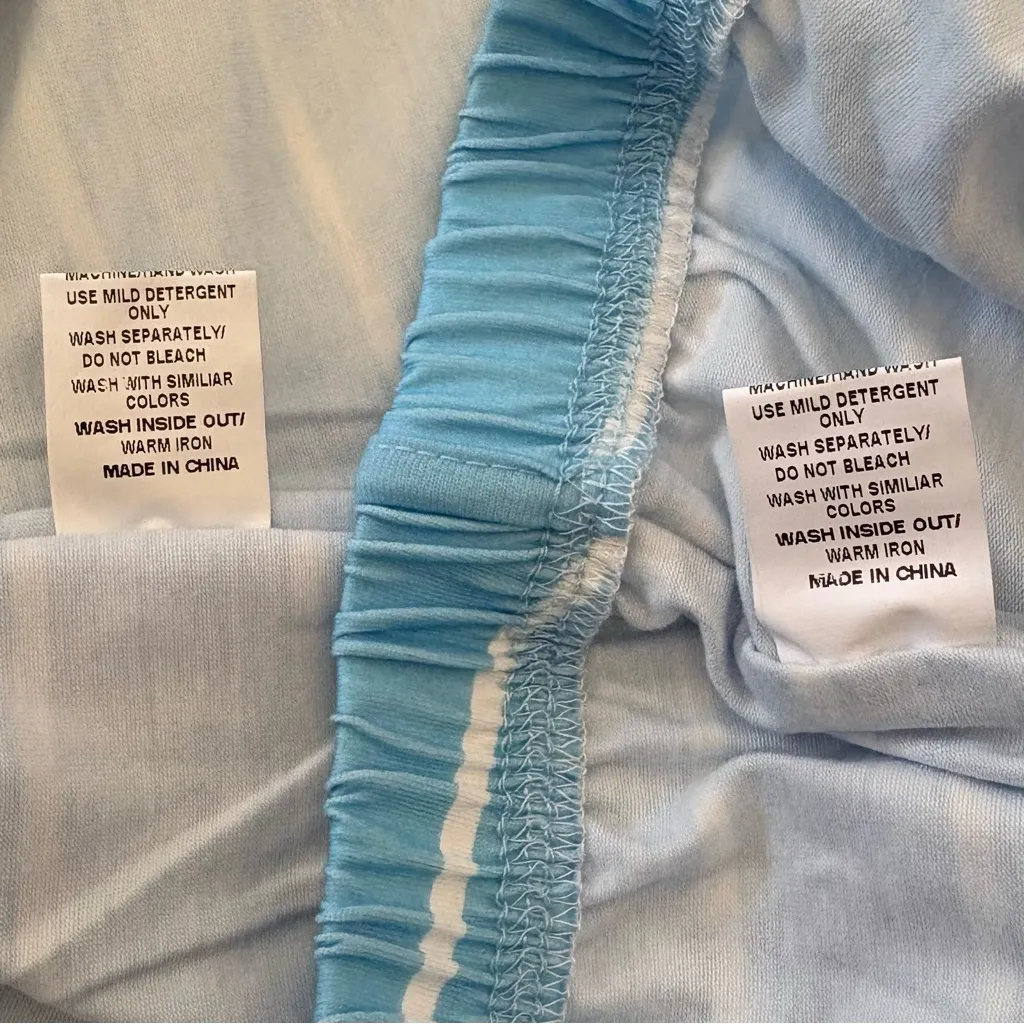 MACHINE/HAND WASH
USE MILD DETERGENT
ONLY
WASH SEPARATELY/
DO NOT BLEACH
WASH WITH SIMILIAR
COLORS
WASH INSIDE OUT/
WARM IRON
MADE IN CHINA
MACHINE/HAND WASH
USE MILD DETERGENT
ONLY
WASH SEPARATELY/
DO NOT BLEACH
WASH WITH SIMILIAR
COLORS
WASH INSIDE OUT/
WARM IRON
MADE IN CHINA